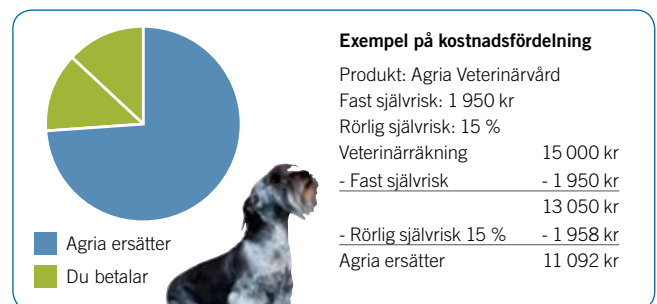 Exempel på kostnadsfördelning
Produkt: Agria Veterinärvård
Fast självrisk: 1 950 kr
Rörlig självrisk: 15 %
Veterinärräkning 15 000 kr
- Fast självrisk - 1 950 kr
13 050 kr
- Rörlig självrisk 15 % - 1 958 kr
Agria ersätter 11 092 kr
Agria ersätter
Du betalar